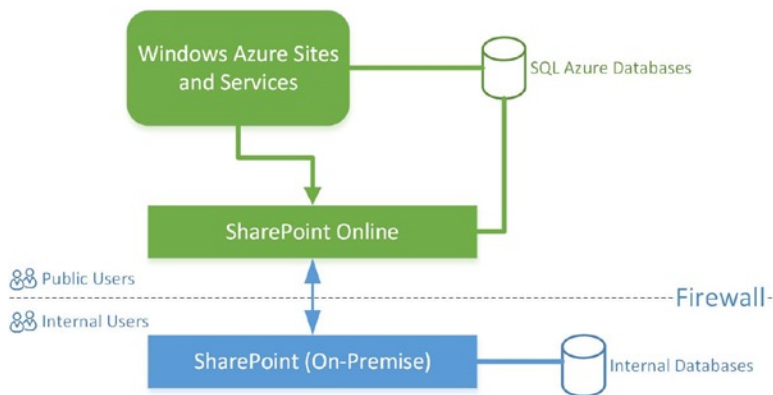 Windows Azure Sites
and Services
SQL Azure Databases
SharePoint Online
Public Users
Firewall
Internal Users
SharePoint (On-Premise)
Internal Databases